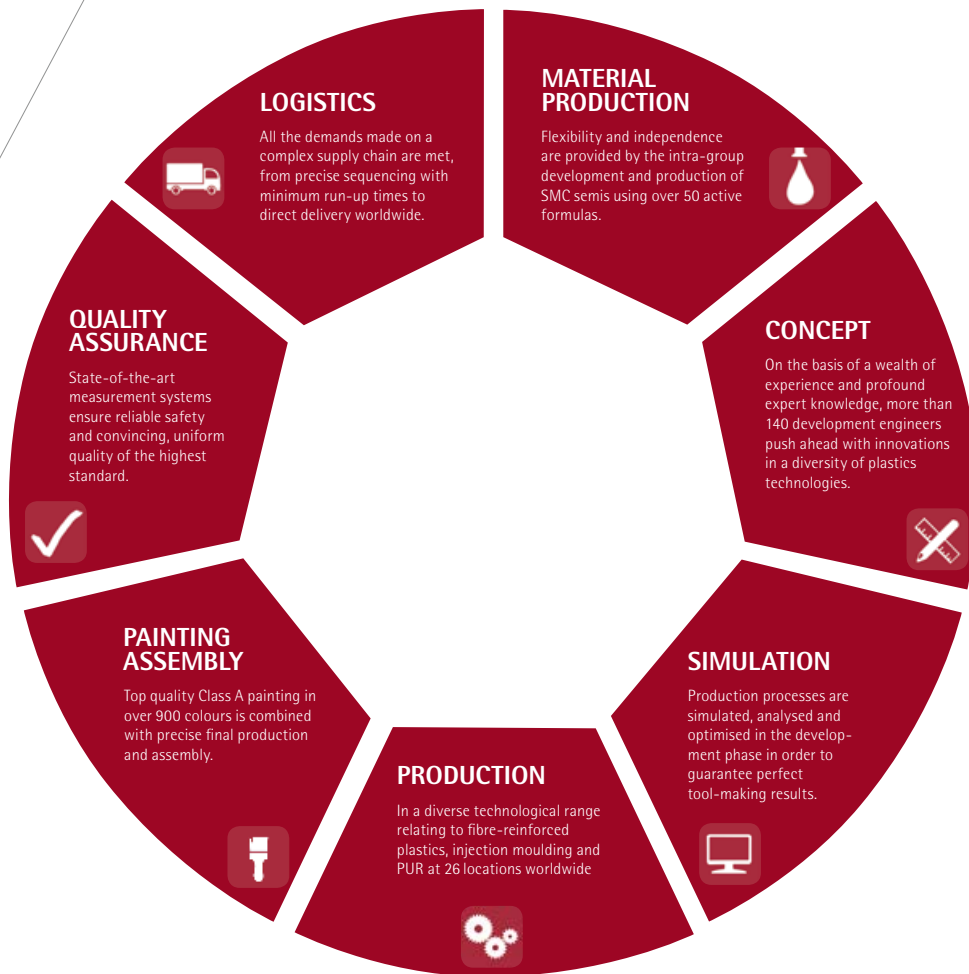 LOGISTICS
All the demands made on a
complex supply chain are met,
from precise sequencing with
minimum run-up times to
direct delivery worldwide.
MATERIAL
PRODUCTION
Flexibility and independence
are provided by the intra-group
development and production of
SMC semis using over 50 active
formulas.
CONCEPT
On the basis of a wealth of
experience and profound
expert knowledge, more than
140 development engineers
push ahead with innovations
in a diversity of plastics
technologies.
SIMULATION
Production processes are
simulated, analysed and
optimised in the develop-
ment phase in order to
guarantee perfect
tool-making results.
PRODUCTION
In a diverse technological range
relating to fibre-reinforced
plastics, injection moulding and
PUR at 26 locations worldwide
PAINTING
ASSEMBLY
Top quality Class A painting in
over 900 colours is combined
with precise final production
and assembly.
QUALITY
ASSURANCE
State-of-the-art
measurement systems
ensure reliable safety
and convincing, uniform
quality of the highest
standard.